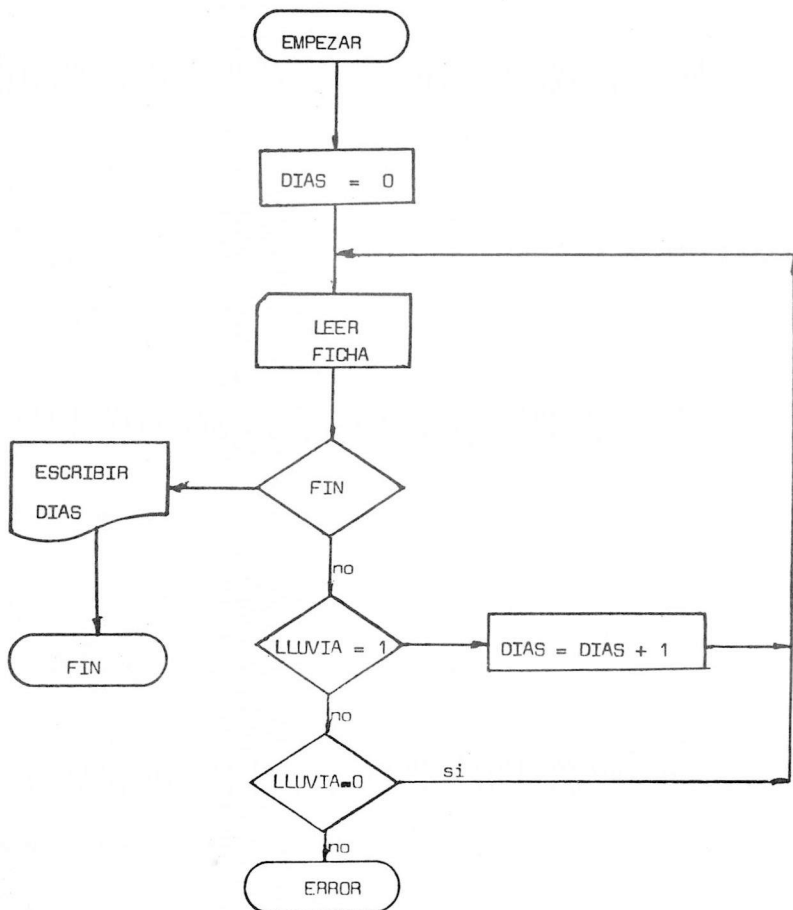 EMPEZAR
DIAS = 0
LEER
FICHA
FIN
ESCRIBIR
DIAS
FIN
no
LLUVIA = 1
DIAS = DIAS + 1
no
LLUVIA=0
si
no
ERROR